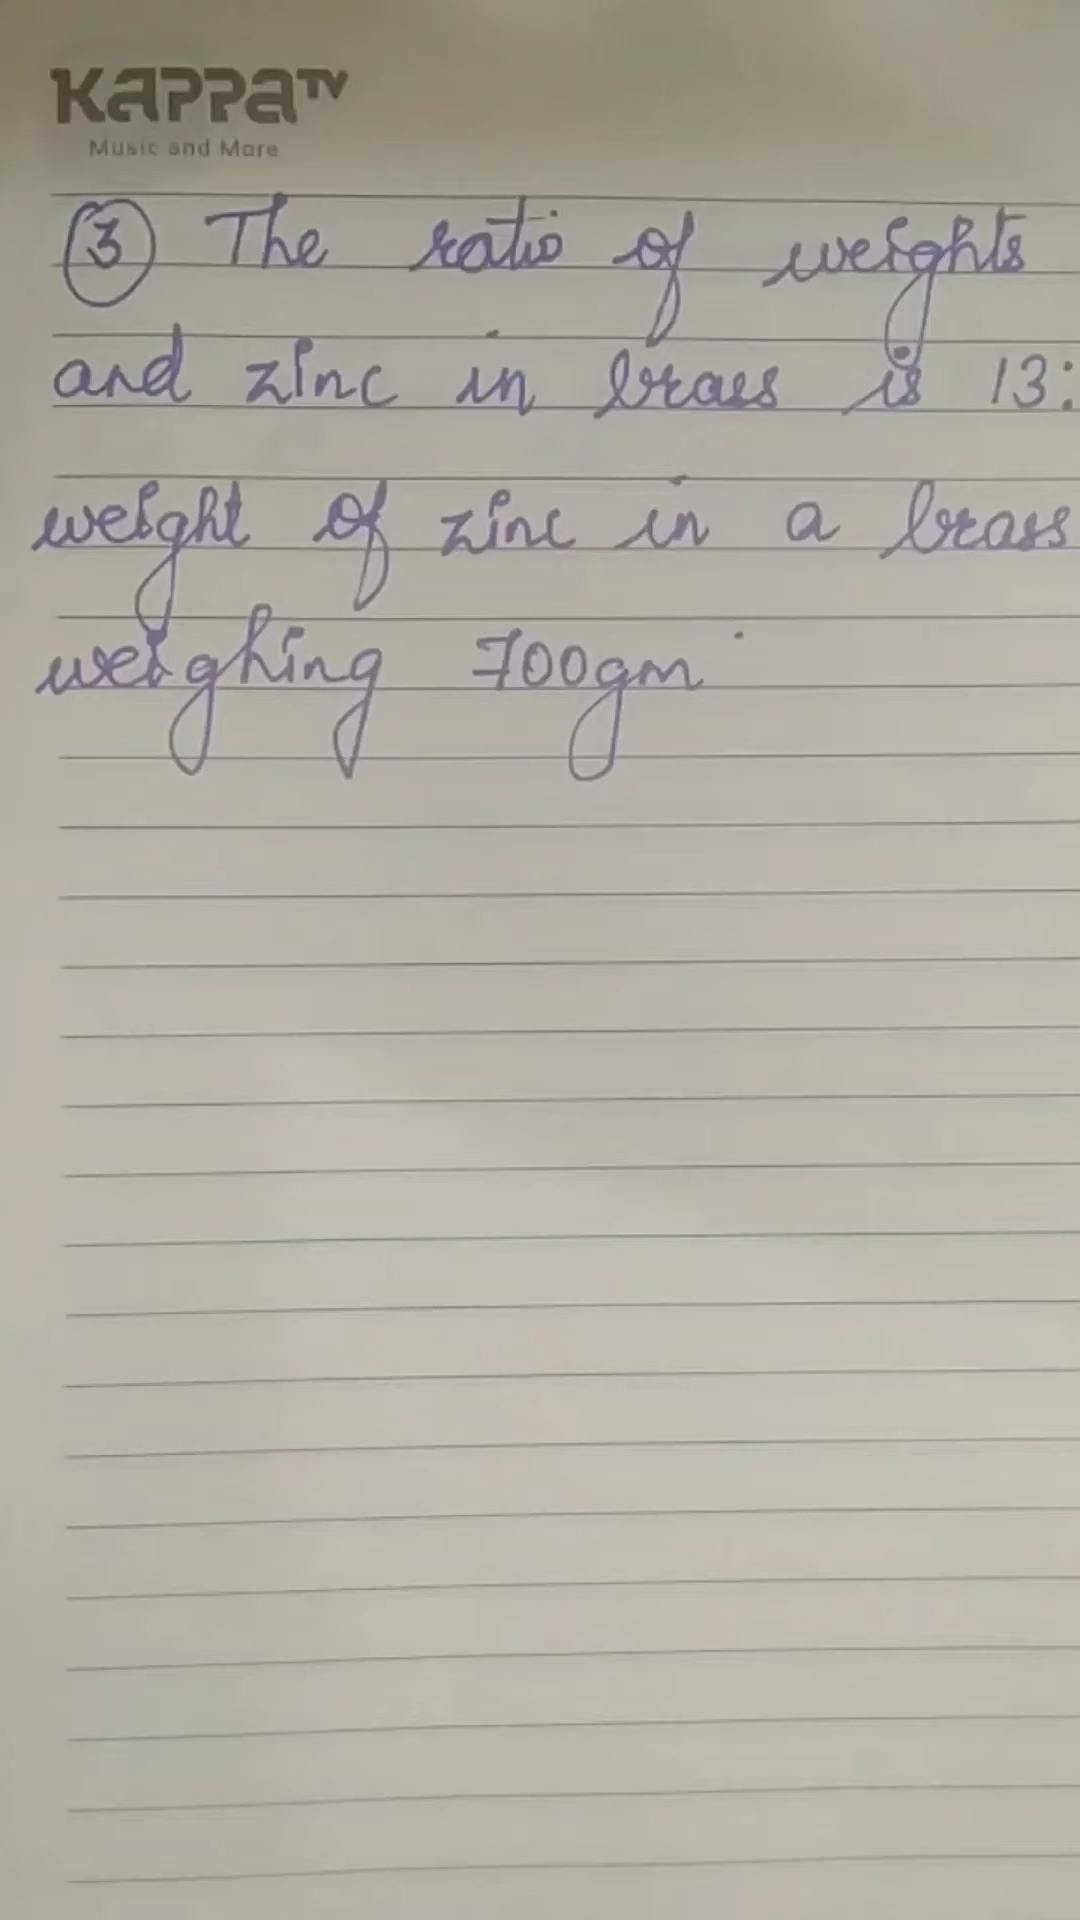 KAPPA TV
Music and More
③ The ratio of weights
and zinc in brass is 13:
weight of zinc in a brass
weighing 700gm